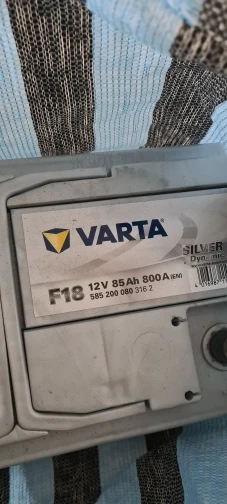 VARTA
SILVER
Dynamic
F18 12V 85Ah 800A (EN)
585 200 080 316 2